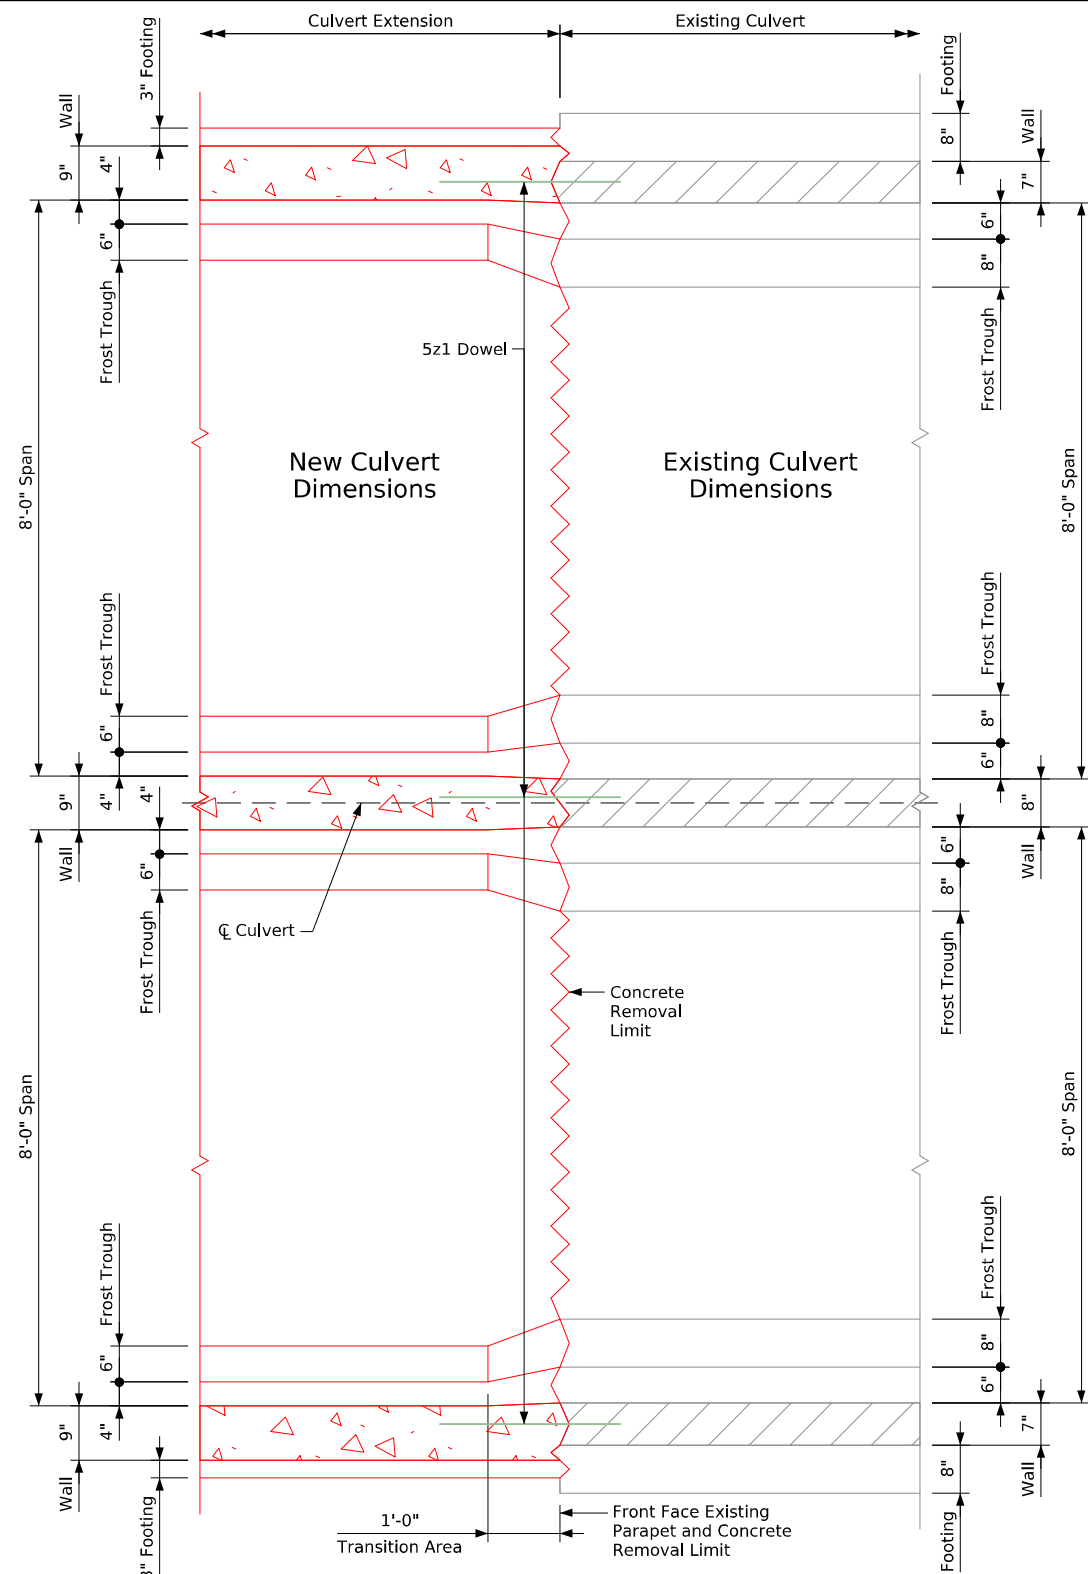 Culvert Extension
Existing Culvert
3" Footing
Wall
9"
4"
6"
Frost Trough
Footing
8"
Wall
7"
6"
8"
Frost Trough
5z1 Dowel
8'-0" Span
New Culvert
Dimensions
Existing Culvert
Dimensions
8'-0" Span
Frost Trough
6"
4"
9"
Wall
4"
6"
Frost Trough
Frost Trough
8"
6"
8"
Wall
6"
8"
Frost Trough
℄ Culvert
Concrete
Removal
Limit
8'-0" Span
8'-0" Span
Frost Trough
6"
4"
9"
Wall
Footing
Frost Trough
8"
6"
7"
Wall
8"
Footing
1'-0"
Transition Area
Front Face Existing
Parapet and Concrete
Removal Limit